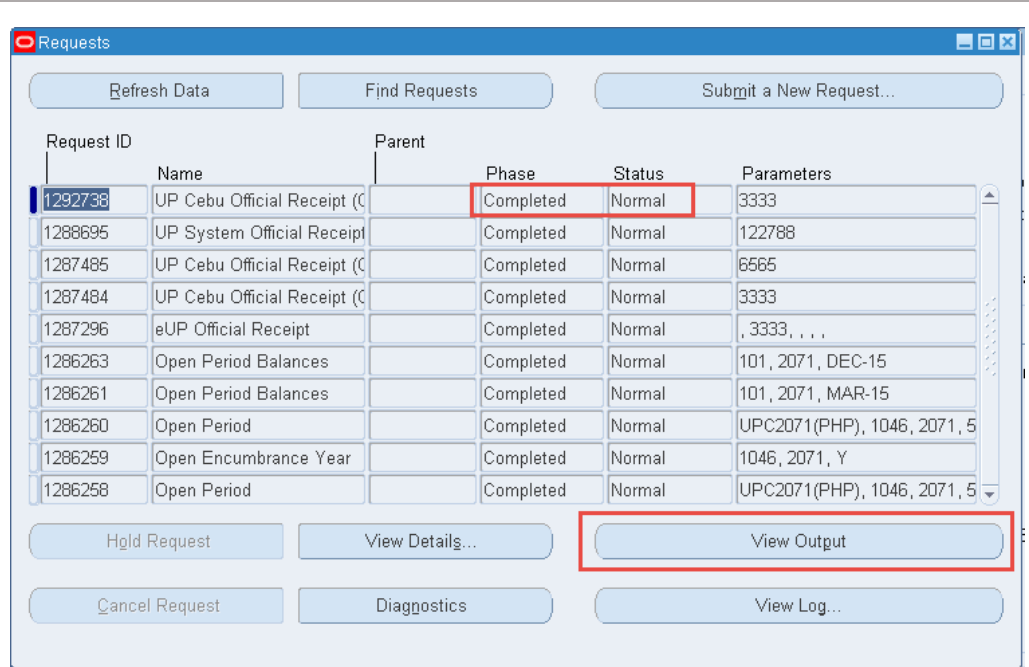 Requests
Refresh Data Find Requests Submit a New Request...
Request ID Parent
Name Phase Status Parameters
1292738 UP Cebu Official Receipt (C Completed Normal 3333
1288695 UP System Official Receipt Completed Normal 122788
1287485 UP Cebu Official Receipt (C Completed Normal 6565
1287484 UP Cebu Official Receipt (C Completed Normal 3333
1287296 eUP Official Receipt Completed Normal , 3333, , , ,
1286263 Open Period Balances Completed Normal 101, 2071, DEC-15
1286261 Open Period Balances Completed Normal 101, 2071, MAR-15
1286260 Open Period Completed Normal UPC2071(PHP), 1046, 2071, 5
1286259 Open Encumbrance Year Completed Normal 1046, 2071, Y
1286258 Open Period Completed Normal UPC2071(PHP), 1046, 2071, 5
Hold Request View Details... View Output
Cancel Request Diagnostics View Log...